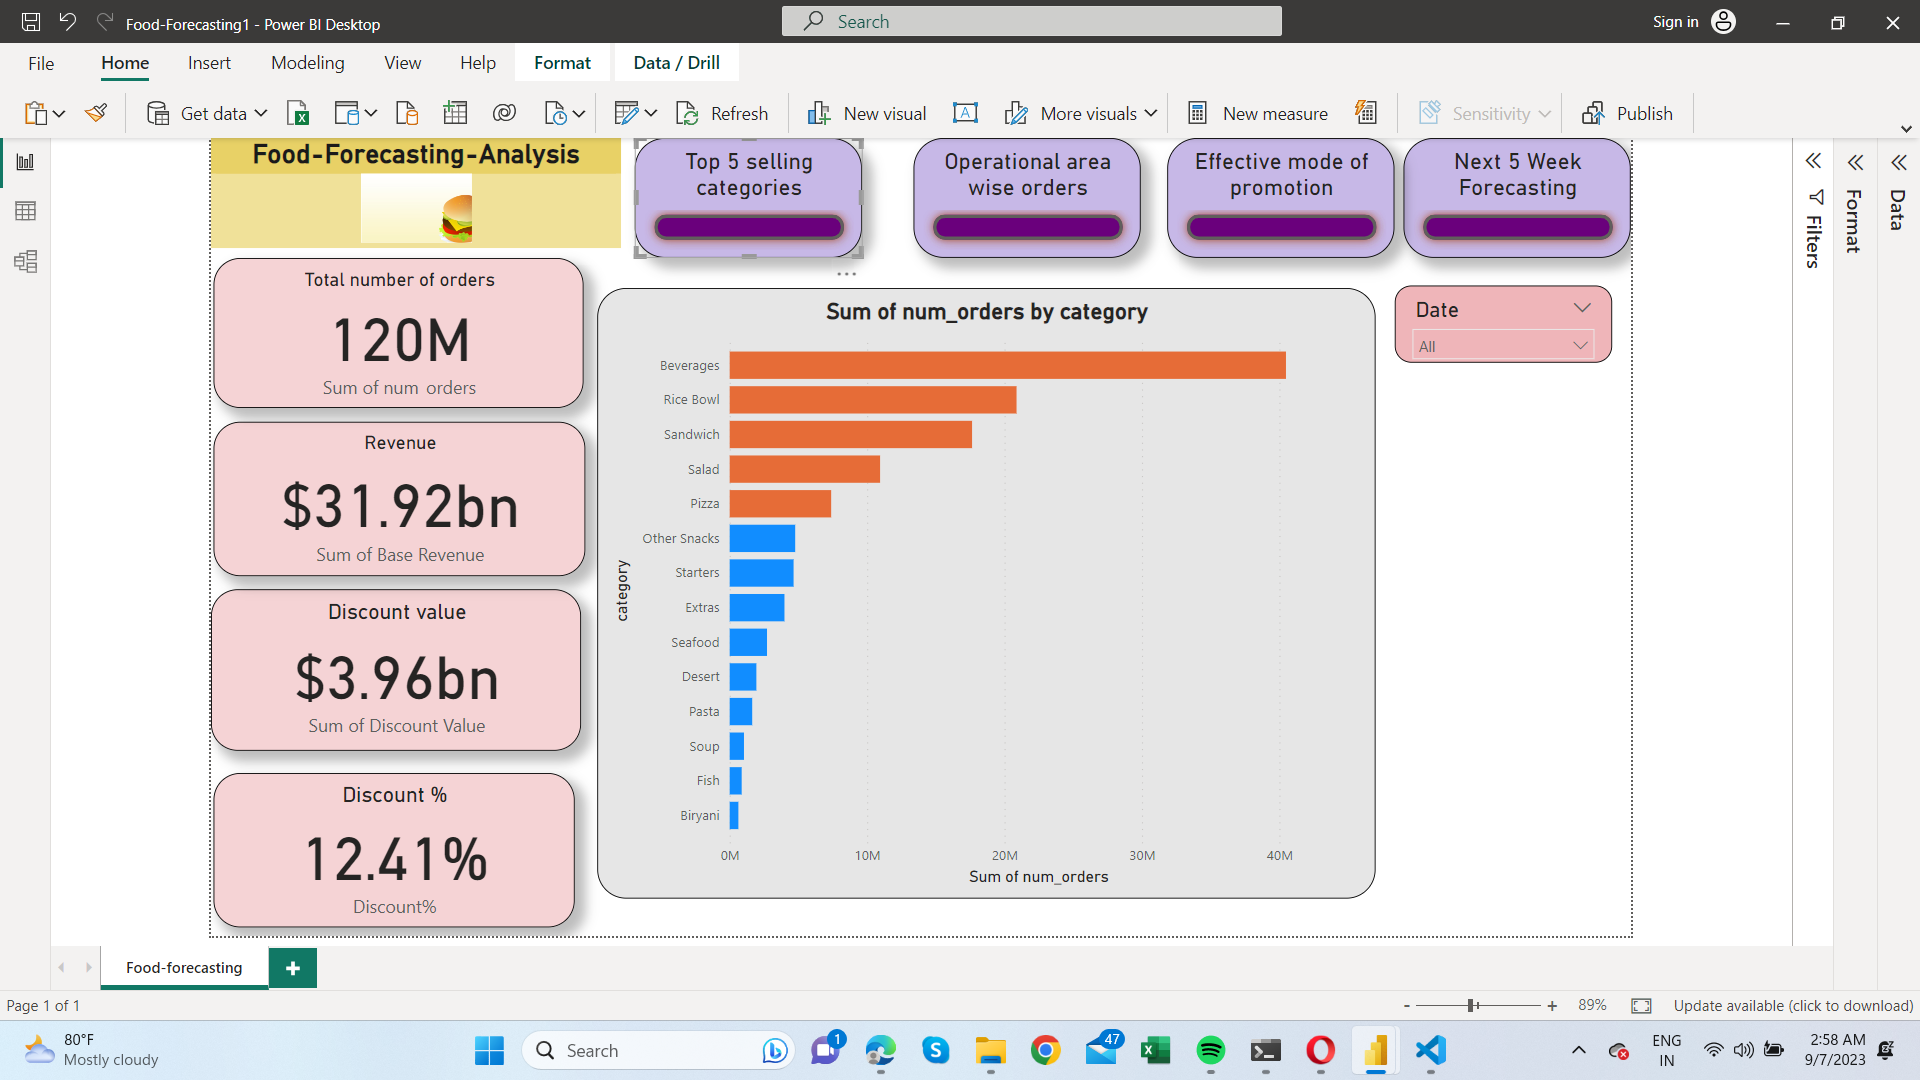 Food-Forecasting1 - Power BI Desktop
Search
Sign in
File
Home
Insert
Modeling
View
Help
Format
Data / Drill
Get data
Refresh
New visual
More visuals
New measure
Sensitivity
Publish
Food-Forecasting-Analysis
Top 5 selling
categories
Operational area
wise orders
Effective mode of
promotion
Next 5 Week
Forecasting
Filters
Format
Data
Total number of orders
120M
Sum of num_orders
Revenue
$31.92bn
Sum of Base Revenue
Discount value
$3.96bn
Sum of Discount Value
Discount %
12.41%
Discount%
Sum of num_orders by category
category
Beverages
Rice Bowl
Sandwich
Salad
Pizza
Other Snacks
Starters
Extras
Seafood
Desert
Pasta
Soup
Fish
Biryani
0M 10M 20M 30M 40M
Sum of num_orders
Date
All
Food-forecasting
Page 1 of 1
- + 89%
Update available (click to download)
80°F
Mostly cloudy
Search
1
47
ENG
IN
2:58 AM
9/7/2023